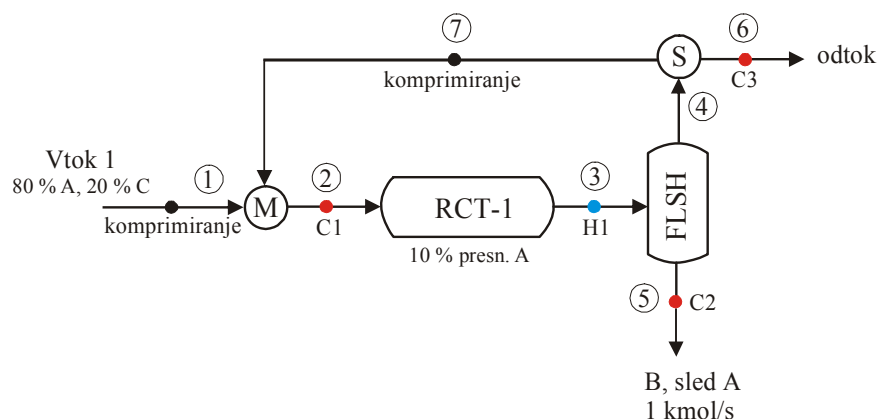 7
6
S
odtok
komprimiranje
C3
4
Vtok 1
80 % A, 20 % C
1
2
3
M
RCT-1
FLSH
komprimiranje
C1
H1
10 % presn. A
5
C2
B, sled A
1 kmol/s